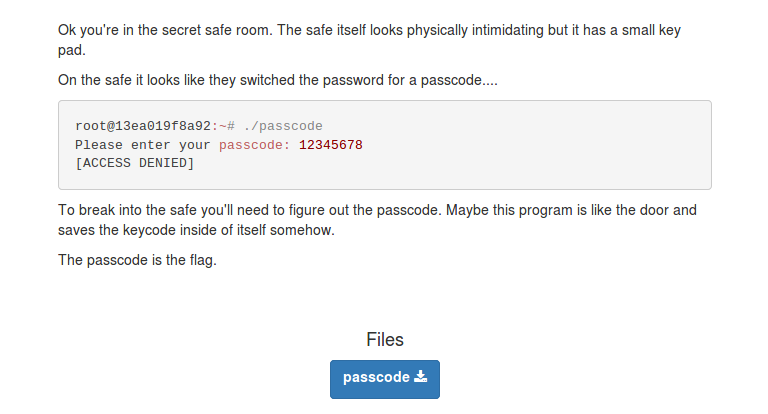 Ok you're in the secret safe room. The safe itself looks physically intimidating but it has a small key
pad.
On the safe it looks like they switched the password for a passcode....
root@13ea019f8a92:~# ./passcode
Please enter your passcode: 12345678
[ACCESS DENIED]
To break into the safe you'll need to figure out the passcode. Maybe this program is like the door and
saves the keycode inside of itself somehow.
The passcode is the flag.
Files
passcode